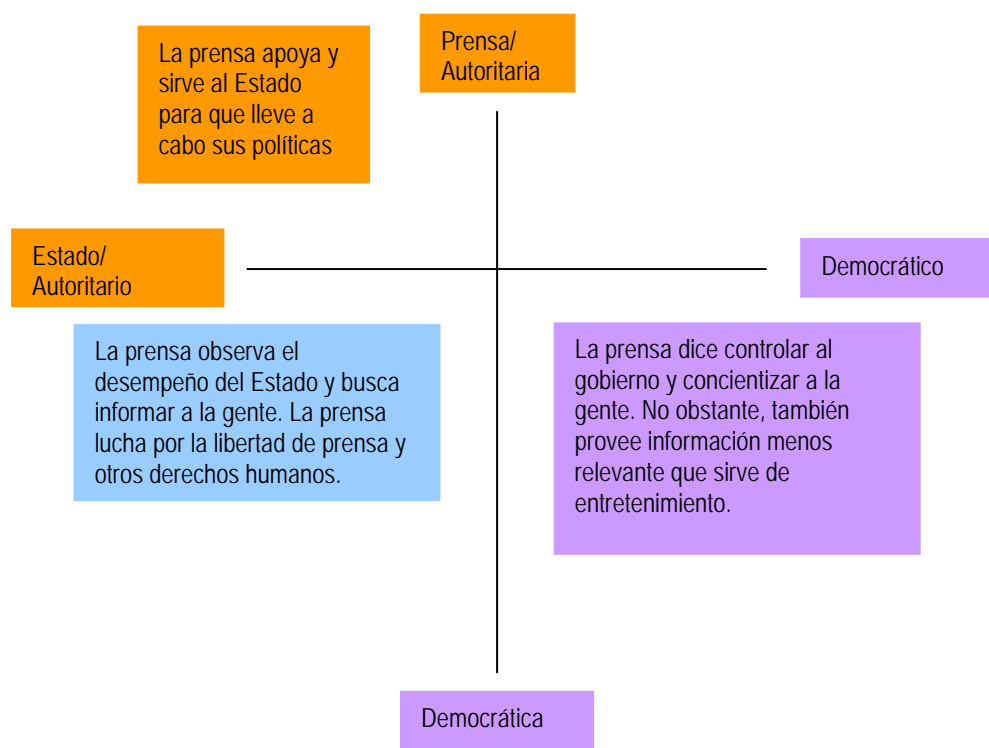 La prensa apoya y
sirve al Estado
para que lleve a
cabo sus políticas
Prensa/
Autoritaria
Estado/
Autoritario
Democrático
La prensa observa el
desempeño del Estado y busca
informar a la gente. La prensa
lucha por la libertad de prensa y
otros derechos humanos.
La prensa dice controlar al
gobierno y concientizar a la
gente. No obstante, también
provee información menos
relevante que sirve de
entretenimiento.
Democrática